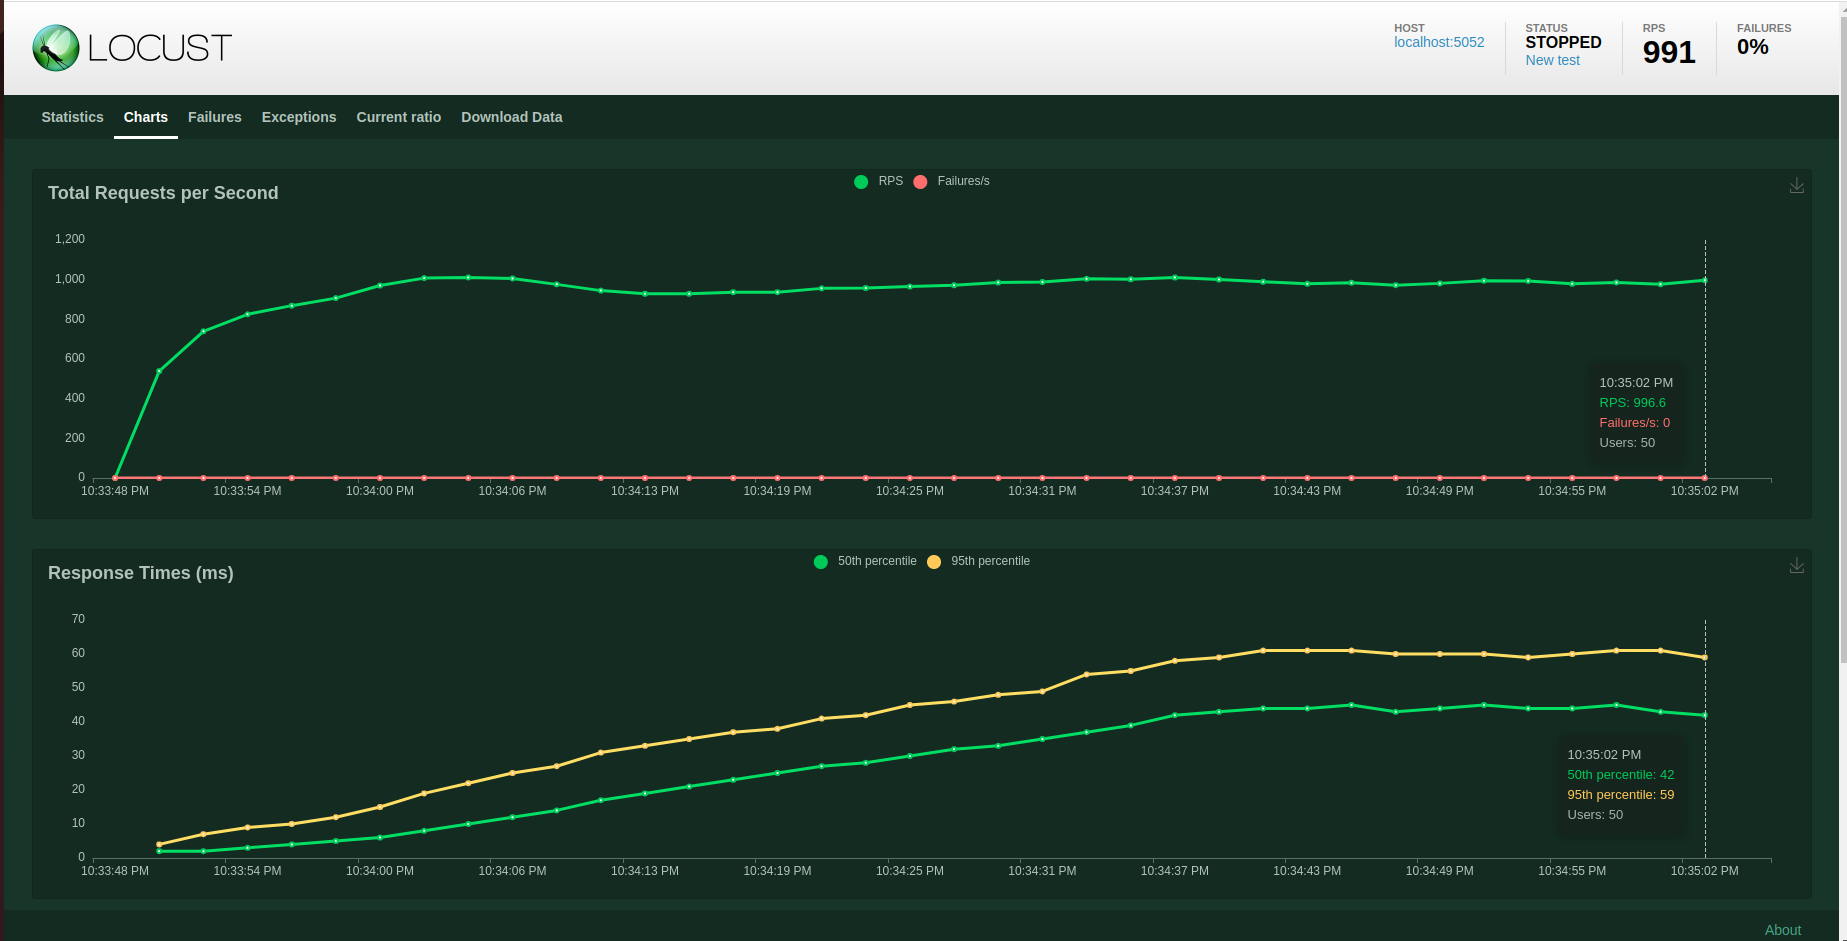 LOCUST
HOST
localhost:5052
STATUS
STOPPED
New test
RPS
991
FAILURES
0%
Statistics Charts Failures Exceptions Current ratio Download Data
Total Requests per Second
RPS Failures/s
1,200
1,000
800
600
400
200
0
10:35:02 PM
RPS: 996.6
Failures/s: 0
Users: 50
10:33:48 PM 10:33:54 PM 10:34:00 PM 10:34:06 PM 10:34:13 PM 10:34:19 PM 10:34:25 PM 10:34:31 PM 10:34:37 PM 10:34:43 PM 10:34:49 PM 10:34:55 PM 10:35:02 PM
Response Times (ms)
50th percentile 95th percentile
70
60
50
40
30
20
10
0
10:35:02 PM
50th percentile: 42
95th percentile: 59
Users: 50
10:33:48 PM 10:33:54 PM 10:34:00 PM 10:34:06 PM 10:34:13 PM 10:34:19 PM 10:34:25 PM 10:34:31 PM 10:34:37 PM 10:34:43 PM 10:34:49 PM 10:34:55 PM 10:35:02 PM
About